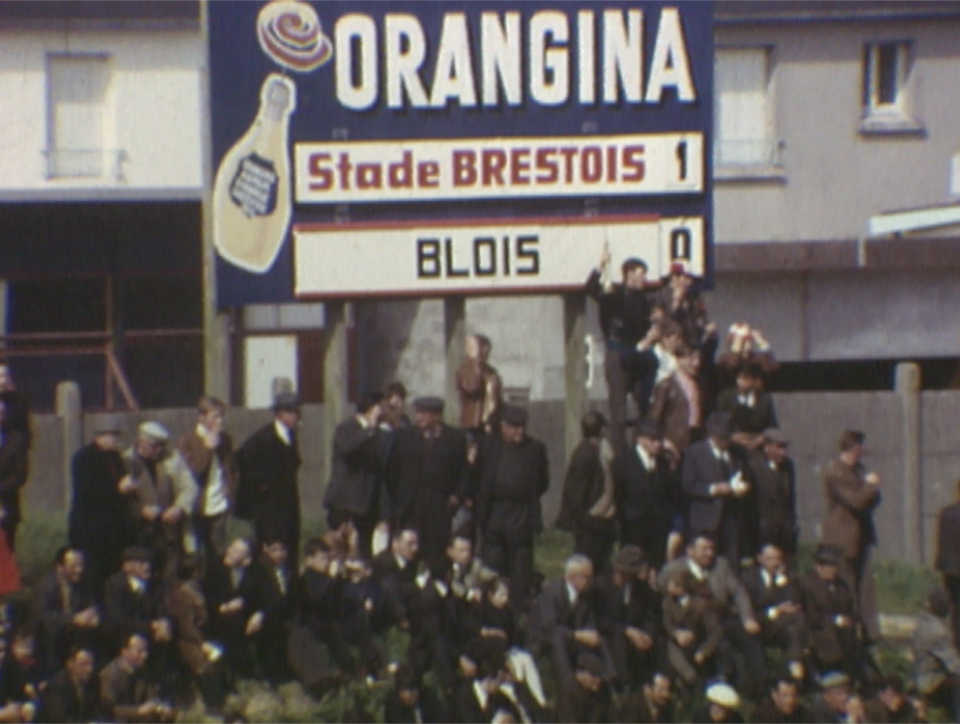 ORANGINA
Stade BRESTOIS 1
BLOIS 0